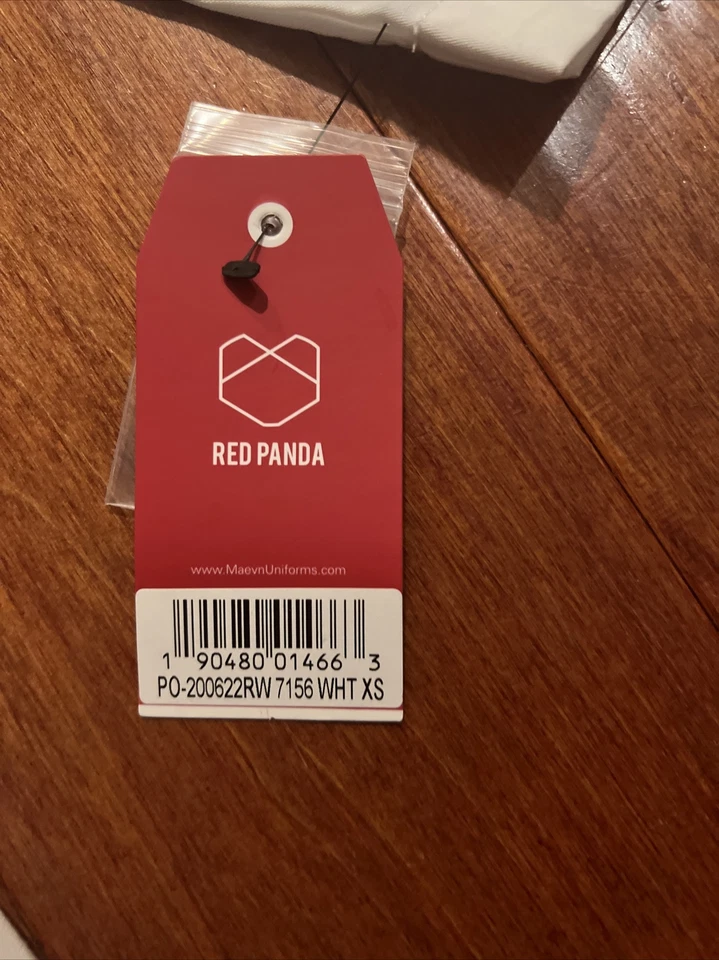 RED PANDA
www.MaevnUniforms.com
1 90480 01466 3
PO-200622RW 7156 WHT XS